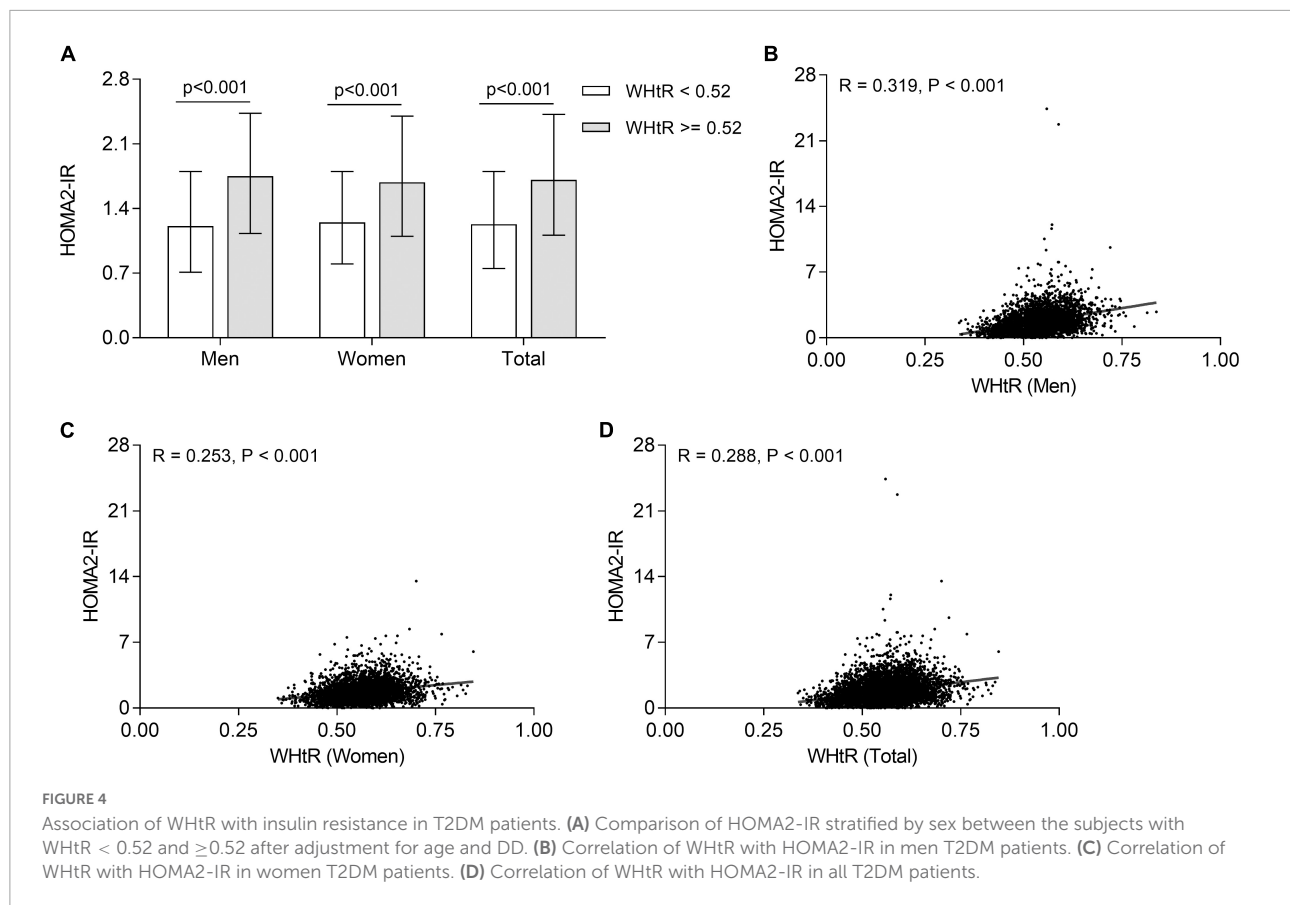 A
2.8
2.1
1.4
0.7
0.0
HOMA2-IR
p<0.001
p<0.001
p<0.001
Men
Women
Total
WHtR < 0.52
WHtR >= 0.52
B
R = 0.319, P < 0.001
28
21
14
7
0
HOMA2-IR
0.00
0.25
0.50
0.75
1.00
WHtR (Men)
C
R = 0.253, P < 0.001
28
21
14
7
0
HOMA2-IR
0.00
0.25
0.50
0.75
1.00
WHtR (Women)
D
R = 0.288, P < 0.001
28
21
14
7
0
HOMA2-IR
0.00
0.25
0.50
0.75
1.00
WHtR (Total)
FIGURE 4
Association of WHtR with insulin resistance in T2DM patients. (A) Comparison of HOMA2-IR stratified by sex between the subjects with
WHtR < 0.52 and ≥0.52 after adjustment for age and DD. (B) Correlation of WHtR with HOMA2-IR in men T2DM patients. (C) Correlation of
WHtR with HOMA2-IR in women T2DM patients. (D) Correlation of WHtR with HOMA2-IR in all T2DM patients.